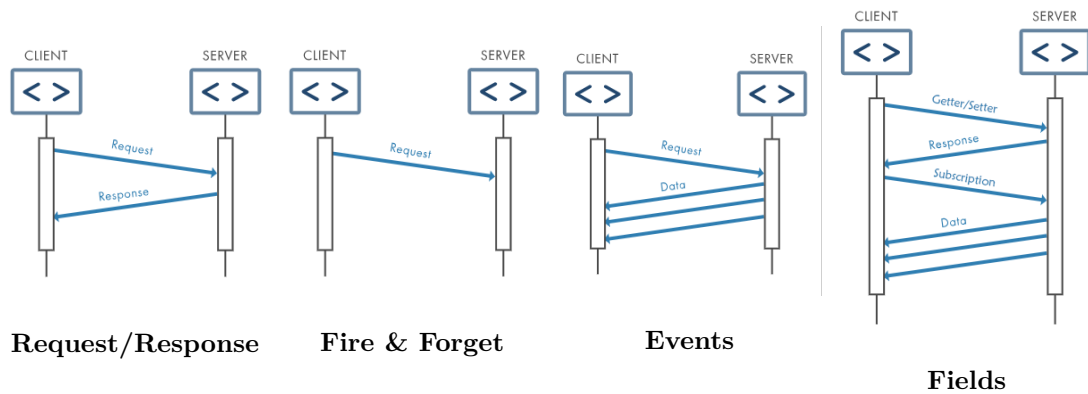 CLIENT
SERVER
< >
< >
Request
Response
Request/Response
CLIENT
SERVER
< >
< >
Request
Fire & Forget
CLIENT
SERVER
< >
< >
Request
Data
Events
CLIENT
SERVER
< >
< >
Getter/Setter
Response
Subscription
Data
Fields